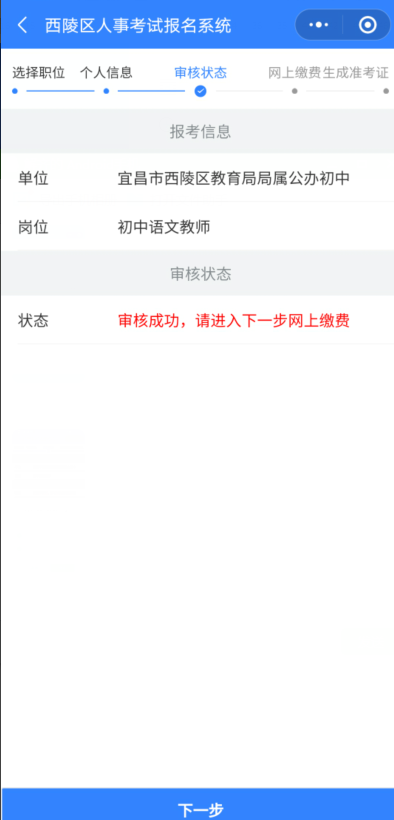 西陵区人事考试报名系统
选择职位 个人信息 审核状态 网上缴费 生成准考证
报考信息
单位 宜昌市西陵区教育局局属公办初中
岗位 初中语文教师
审核状态
状态 审核成功，请进入下一步网上缴费
下一步